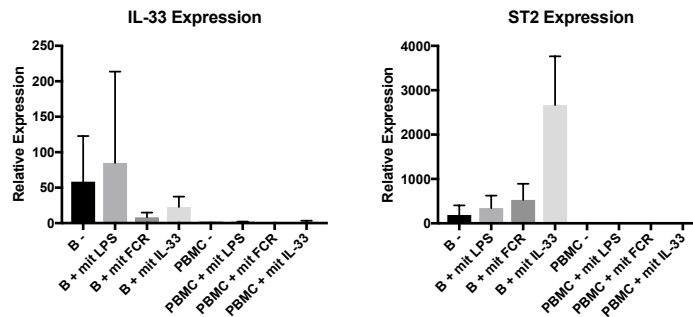 IL-33 Expression
Relative Expression
250
200
150
100
50
0
B -
B + mit LPS
B + mit FCR
B + mit IL-33
PBMC -
PBMC + mit LPS
PBMC + mit FCR
PBMC + mit IL-33
ST2 Expression
Relative Expression
4000
3000
2000
1000
0
B -
B + mit LPS
B + mit FCR
B + mit IL-33
PBMC -
PBMC + mit LPS
PBMC + mit FCR
PBMC + mit IL-33